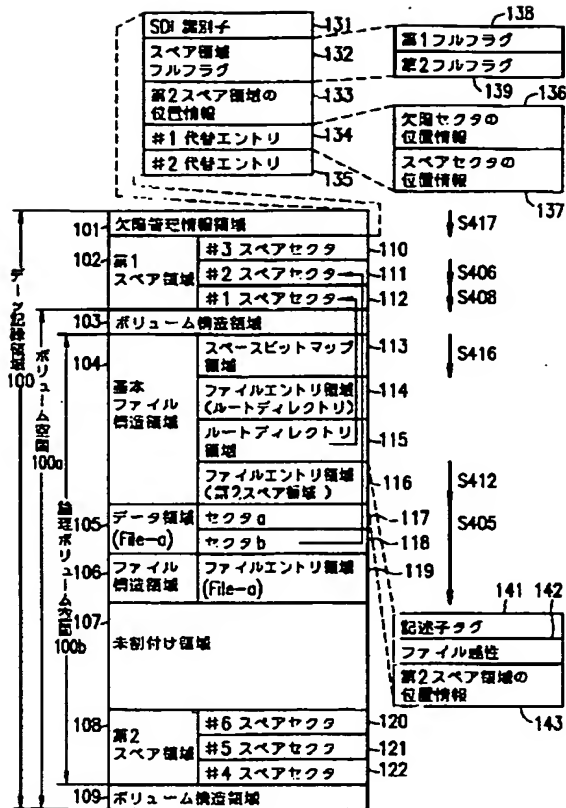 SDI 識別子
131
スペア領域
フルフラグ
132
第2スペア領域の
位置情報
133
#1 代替エントリ
134
#2 代替エントリ
135
138
第1フルフラグ
第2フルフラグ
139
136
欠陥セクタの
位置情報
スペアセクタの
位置情報
137
101
欠陥管理情報領域
S417
102
第1
スペア領域
#3 スペアセクタ
110
#2 スペアセクタ
111
S406
#1 スペアセクタ
112
S408
103
ボリューム構造領域
104
基本
ファイル
構造領域
スペースビットマップ
領域
113
S416
ファイルエントリ領域
(ルートディレクトリ)
114
ルートディレクトリ
領域
115
ファイルエントリ領域
(第2スペア領域)
116
S412
105
データ領域
(File-a)
セクタa
117
S405
セクタb
118
106
ファイル
構造領域
ファイルエントリ領域
(File-a)
119
107
未割付け領域
141
142
記述子タグ
ファイル属性
第2スペア領域の
位置情報
143
108
第2
スペア領域
#6 スペアセクタ
120
#5 スペアセクタ
121
#4 スペアセクタ
122
109
ボリューム構造領域
データ記録領域
100
ボリューム空間
100a
論理ボリューム空間
100b